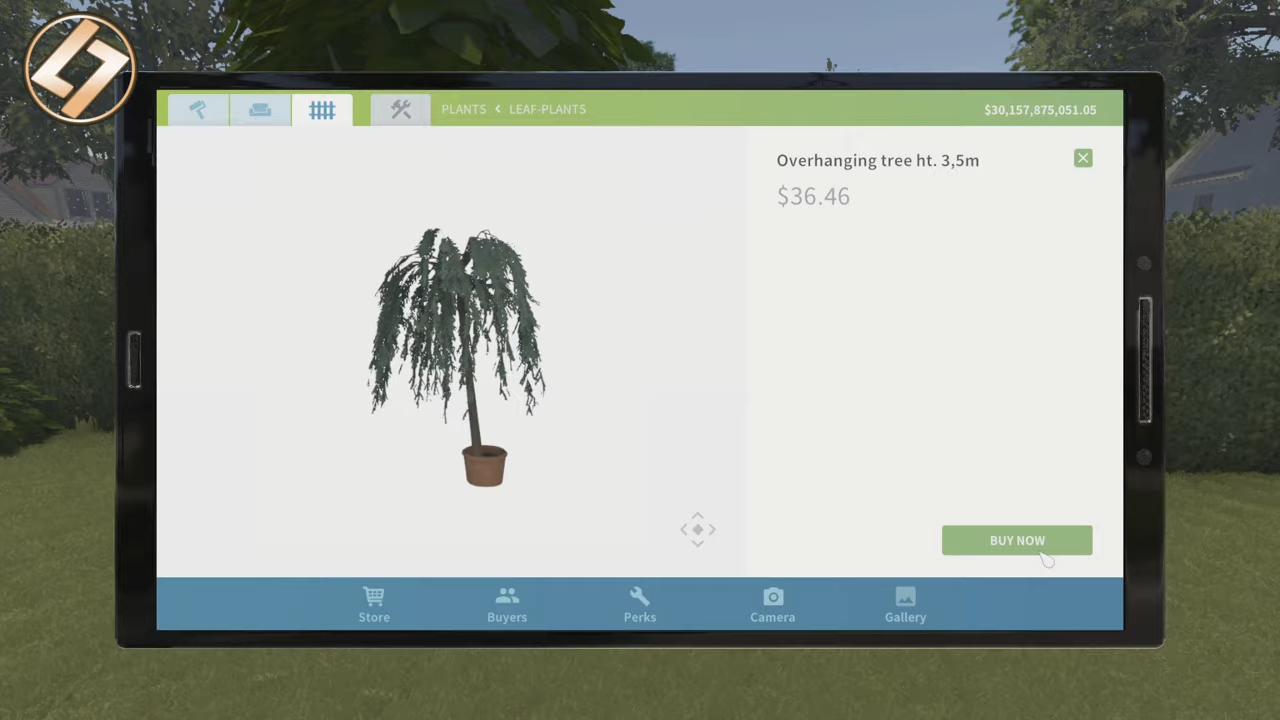 PLANTS < LEAF-PLANTS
$30,157,875,051.05
Overhanging tree ht. 3,5m
$36.46
BUY NOW
Store
Buyers
Perks
Camera
Gallery